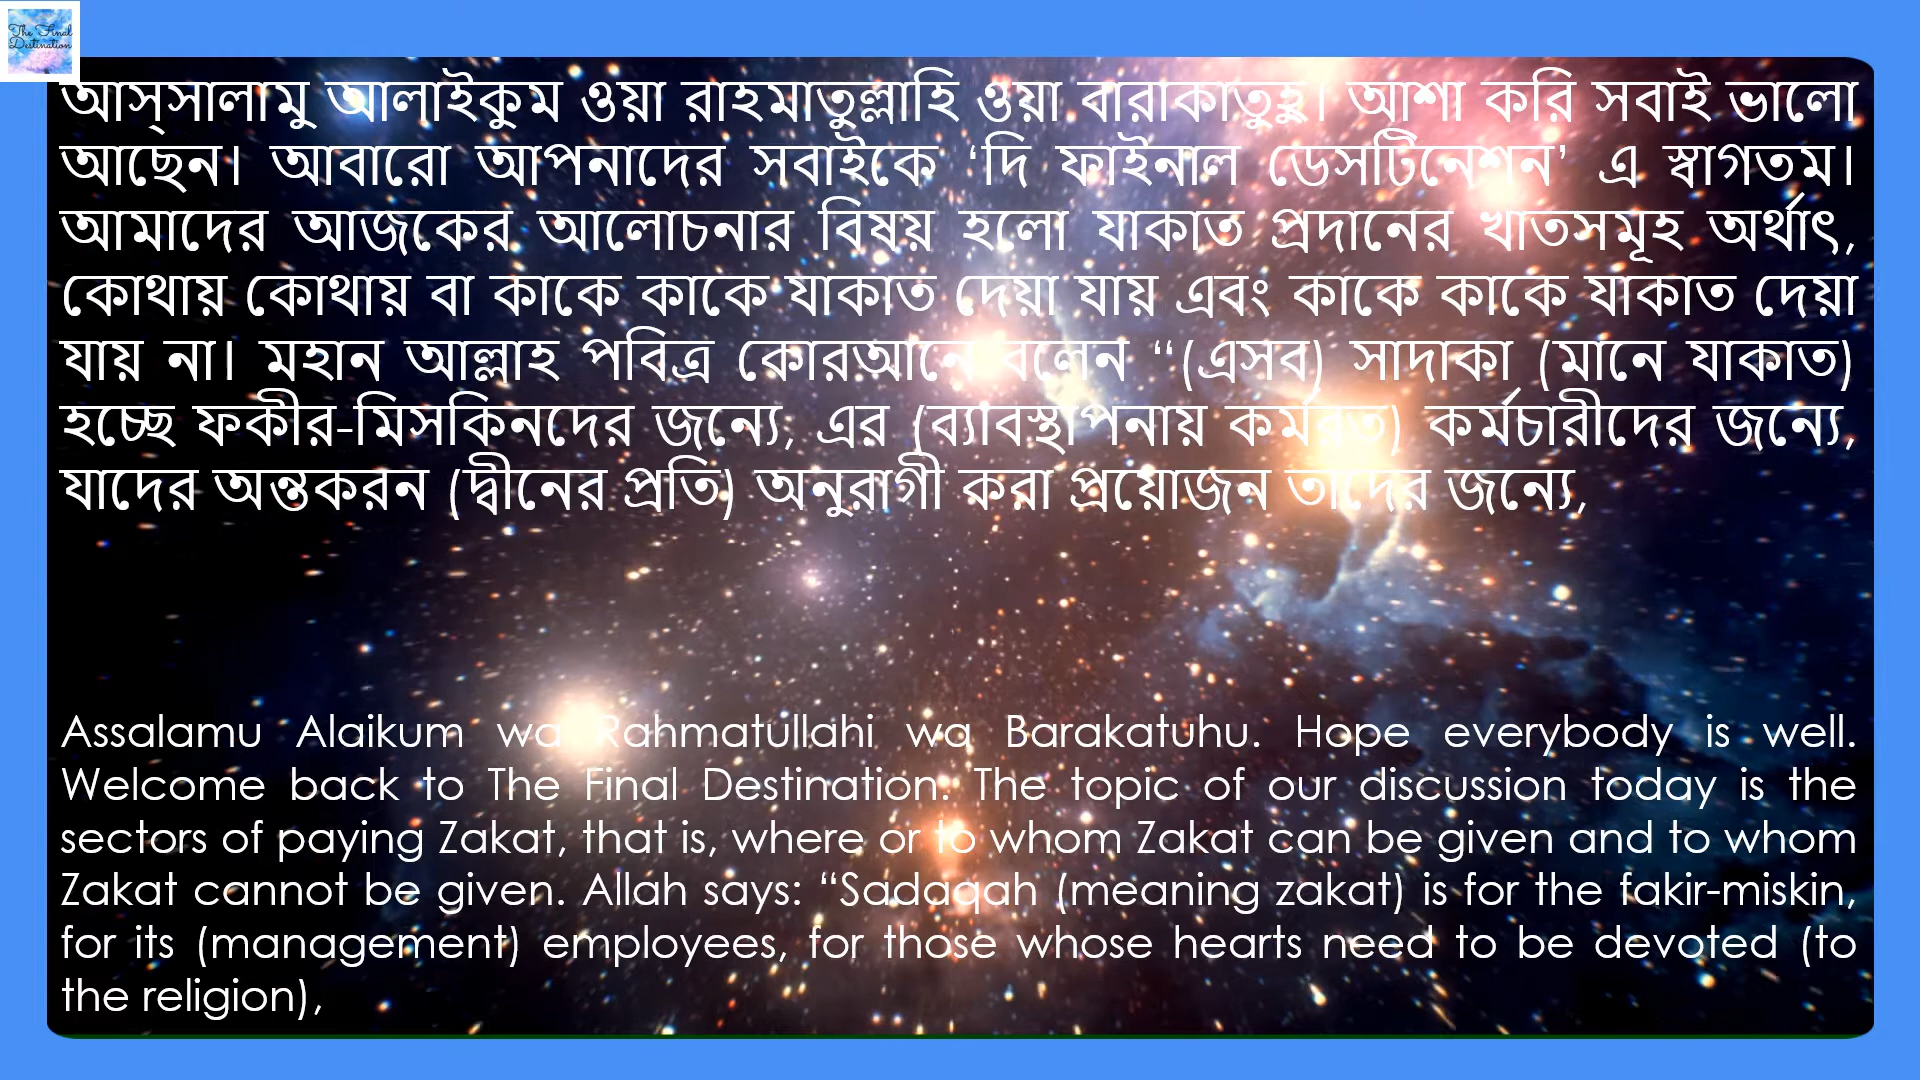 The Final
Destination
আস্সালামু আলাইকুম ওয়া রাহমাতুল্লাহি ওয়া বারাকাতুহু। আশা করি সবাই ভালো
আছেন। আবারো আপনাদের সবাইকে ‘দি ফাইনাল ডেসটিনেশন’ এ স্বাগতম।
আমাদের আজকের আলোচনার বিষয় হলো যাকাত প্রদানের খাতসমূহ অর্থাৎ,
কোথায় কোথায় বা কাকে কাকে যাকাত দেয়া যায় এবং কাকে কাকে যাকাত দেয়া
যায় না। মহান আল্লাহ পবিত্র কোরআনে বলেন “(এসব) সাদাকা (মানে যাকাত)
হচ্ছে ফকীর-মিসকিনদের জন্যে, এর (ব্যাবস্থাপনায় কর্মরত) কর্মচারীদের জন্যে,
যাদের অন্তকরন (দ্বীনের প্রতি) অনুরাগী করা প্রয়োজন তাদের জন্যে,
Assalamu Alaikum wa Rahmatullahi wa Barakatuhu. Hope everybody is well.
Welcome back to The Final Destination. The topic of our discussion today is the
sectors of paying Zakat, that is, where or to whom Zakat can be given and to whom
Zakat cannot be given. Allah says: “Sadaqah (meaning zakat) is for the fakir-miskin,
for its (management) employees, for those whose hearts need to be devoted (to
the religion),